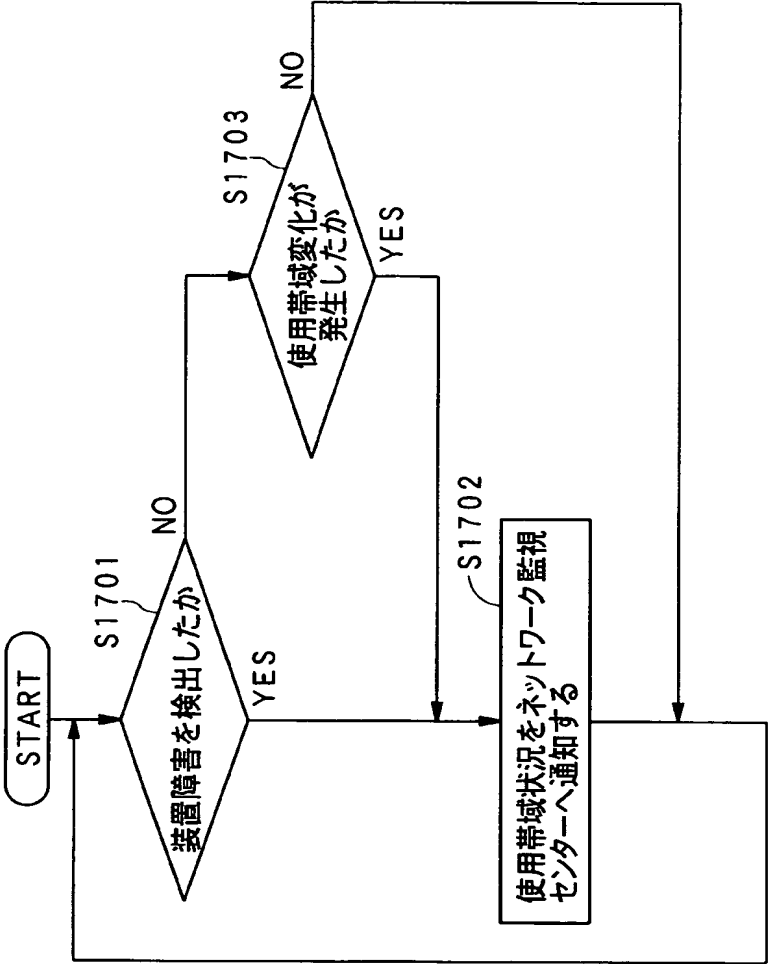 START
S1701
装置障害を検出したか
NO
YES
S1703
使用帯域変化が
発生したか
NO
YES
S1702
使用帯域状況をネットワーク監視
センターへ通知する